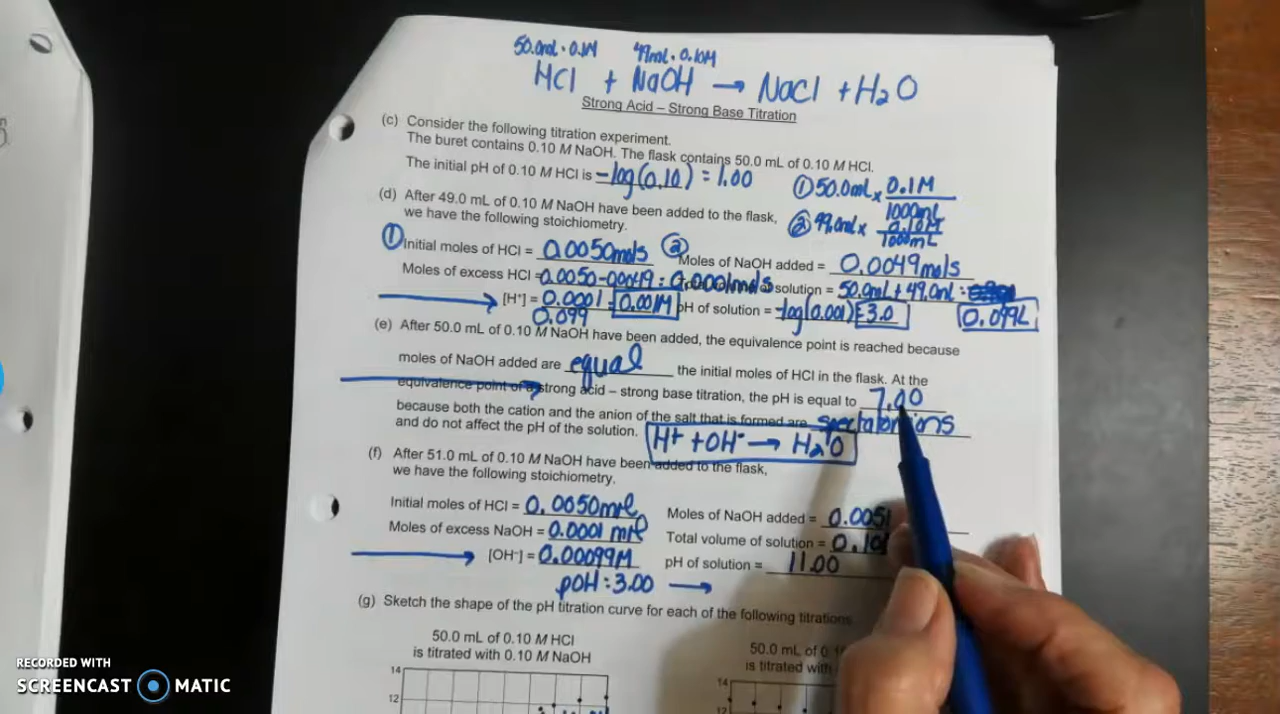 50.0mL · 0.1M 49mL · 0.10M
HCl + NaOH → NaCl + H₂O
Strong Acid – Strong Base Titration
(c) Consider the following titration experiment.
The buret contains 0.10 M NaOH. The flask contains 50.0 mL of 0.10 M HCl.
The initial pH of 0.10 M HCl is -log(0.10) = 1.00
① 50.0mL x 0.1M
1000mL
(d) After 49.0 mL of 0.10 M NaOH have been added to the flask,
we have the following stoichiometry.
② 49.0mL x 0.10M
1000mL
① Initial moles of HCl = 0.0050mols ② Moles of NaOH added = 0.0049mols
Moles of excess HCl = 0.0050-0.0049 = 0.0001mols of solution = 50.0mL + 49.0mL =
0.099L
[H⁺] = 0.0001 = 0.001M pH of solution = -log(0.001) = 3.0
0.099
(e) After 50.0 mL of 0.10 M NaOH have been added, the equivalence point is reached because
moles of NaOH added are equal the initial moles of HCl in the flask. At the
equivalence point of a strong acid – strong base titration, the pH is equal to 7.00
because both the cation and the anion of the salt that is formed are spectator ions
and do not affect the pH of the solution. H⁺ + OH⁻ → H₂O
(f) After 51.0 mL of 0.10 M NaOH have been added to the flask,
we have the following stoichiometry.
Initial moles of HCl = 0.0050mol Moles of NaOH added = 0.0051
Moles of excess NaOH = 0.0001 mol Total volume of solution = 0.101
[OH⁻] = 0.00099M pH of solution = 11.00
pOH = 3.00 →
(g) Sketch the shape of the pH titration curve for each of the following titrations.
50.0 mL of 0.10 M HCl 50.0 mL of
is titrated with 0.10 M NaOH is titrated with
14 14
12 12
RECORDED WITH
SCREENCAST MATIC